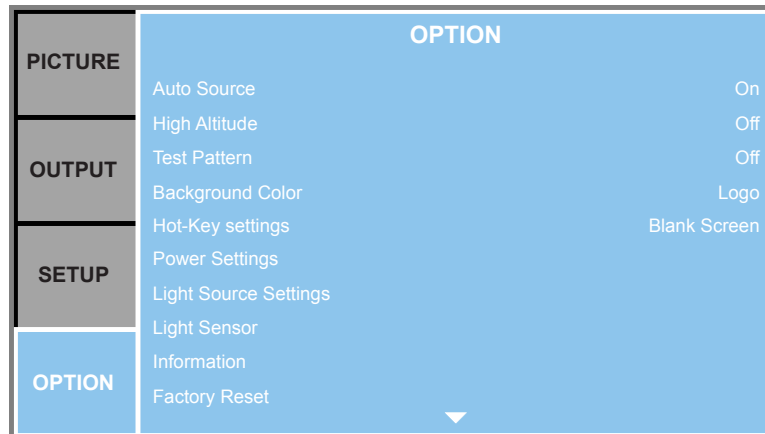 PICTURE
OUTPUT
SETUP
OPTION
OPTION
Auto Source On
High Altitude Off
Test Pattern Off
Background Color Logo
Hot-Key settings Blank Screen
Power Settings
Light Source Settings
Light Sensor
Information
Factory Reset